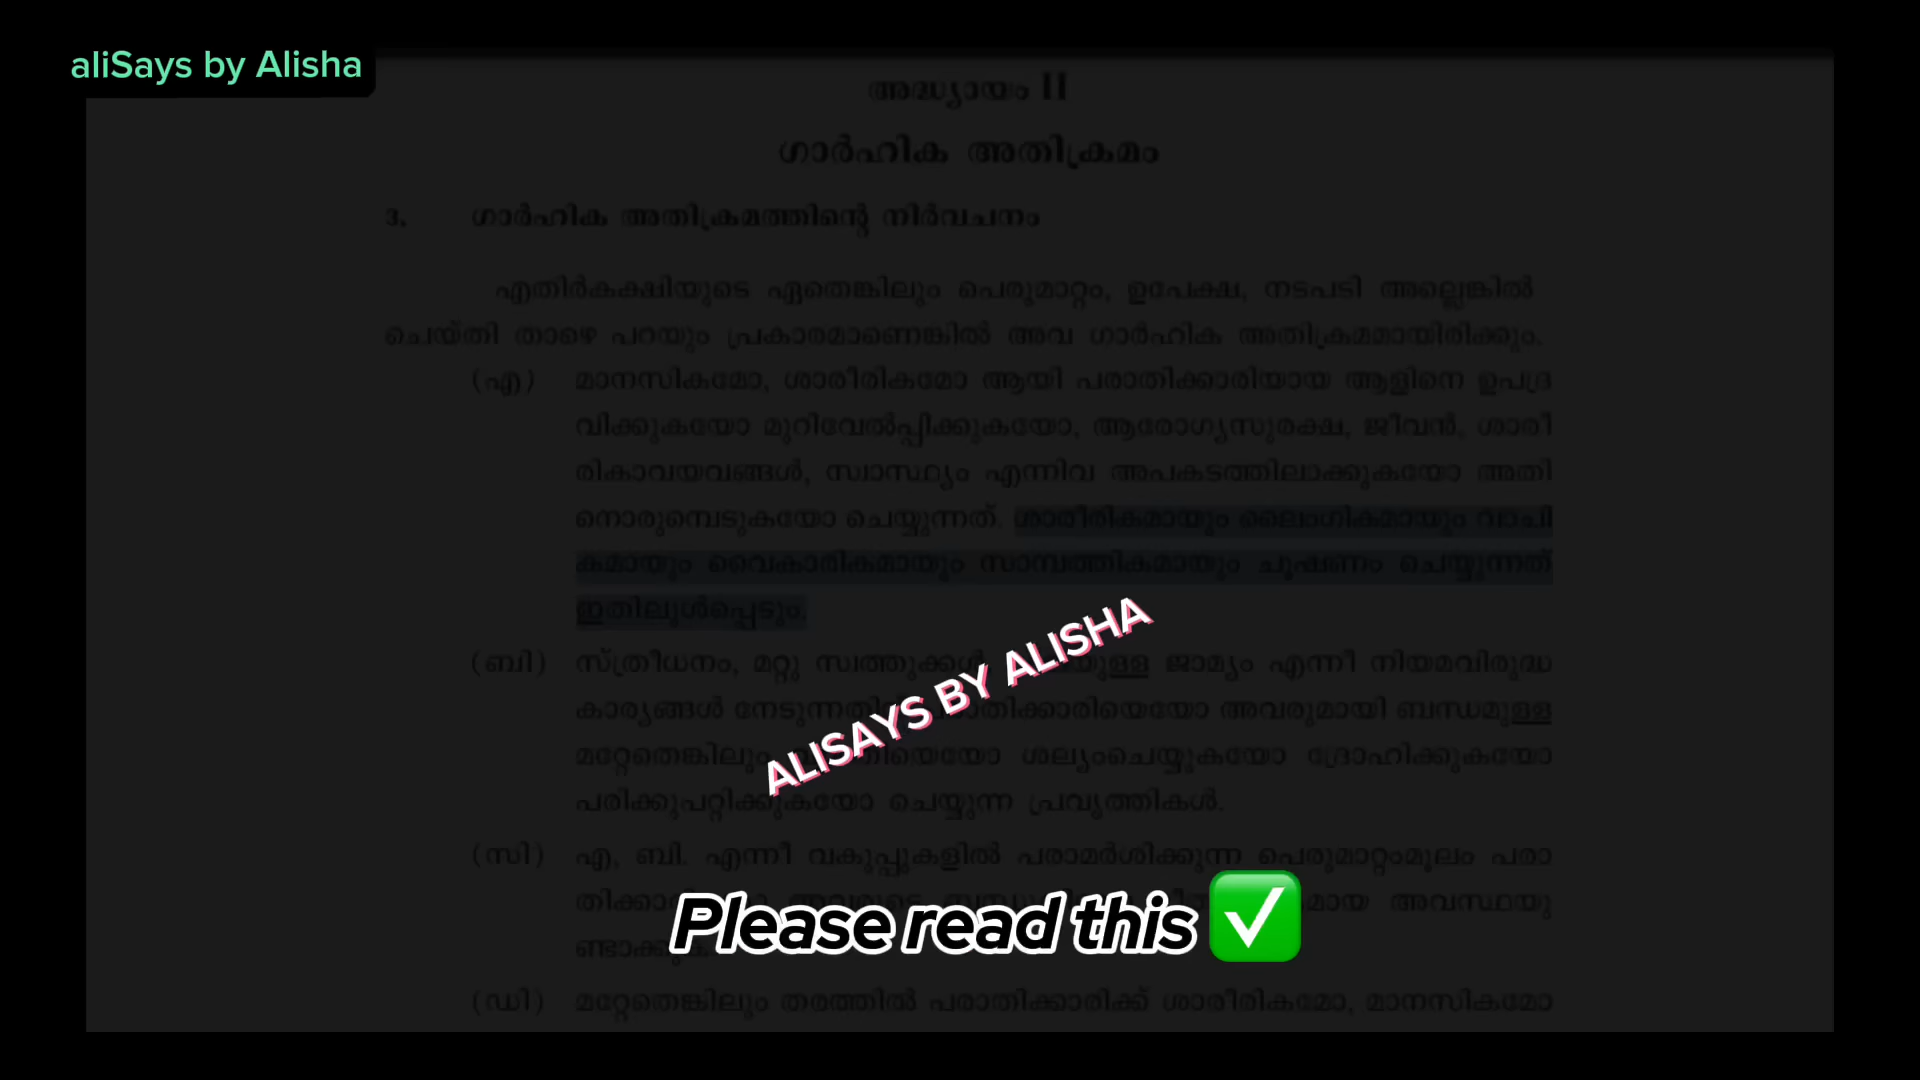 aliSays by Alisha
അദ്ധ്യായം II
ഗാർഹിക അതിക്രമം
3. ഗാർഹിക അതിക്രമത്തിന്റെ നിർവചനം
എതിർകക്ഷിയുടെ ഏതെങ്കിലും പെരുമാറ്റം, ഉപേക്ഷ, നടപടി അല്ലെങ്കിൽ
ചെയ്തി താഴെ പറയും പ്രകാരമാണെങ്കിൽ അവ ഗാർഹിക അതിക്രമമായിരിക്കും.
(എ) മാനസികമോ, ശാരീരികമോ ആയി പരാതിക്കാരിയായ ആളിനെ ഉപദ്ര
വിക്കുകയോ മുറിവേൽപ്പിക്കുകയോ, ആരോഗ്യസുരക്ഷ, ജീവൻ, ശാരീ
രികാവയവങ്ങൾ, സ്വാസ്ഥ്യം എന്നിവ അപകടത്തിലാക്കുകയോ അതി
നൊരുമ്പെടുകയോ ചെയ്യുന്നത്. ശാരീരികമായും ലൈംഗികമായും വാചി
കമായും വൈകാരികമായും സാമ്പത്തികമായും ചൂഷണം ചെയ്യുന്നത്
ഇതിലുൾപ്പെടും.
(ബി) സ്ത്രീധനം, മറ്റു സ്വത്തുക്കൾ ജാമ്യം എന്നീ നിയമവിരുദ്ധ
കാര്യങ്ങൾ അവരുമായി ബന്ധമുള്ള
മറ്റേതെങ്കിലും ശല്യംചെയ്യുകയോ ദ്രോഹിക്കുകയോ
പരിക്കുപറ്റിക്കുകയോ ചെയ്യുന്ന പ്രവൃത്തികൾ.
ALISAYS BY ALISHA
(സി) എ, ബി. എന്നീ വകുപ്പുകളിൽ പരാമർശിക്കുന്ന പെരുമാറ്റംമൂലം പരാ
അവസ്ഥയു
Please read this
(ഡി) മറ്റേതെങ്കിലും തരത്തിൽ പരാതിക്കാരിക്ക് ശാരീരികമോ, മാനസികമോ